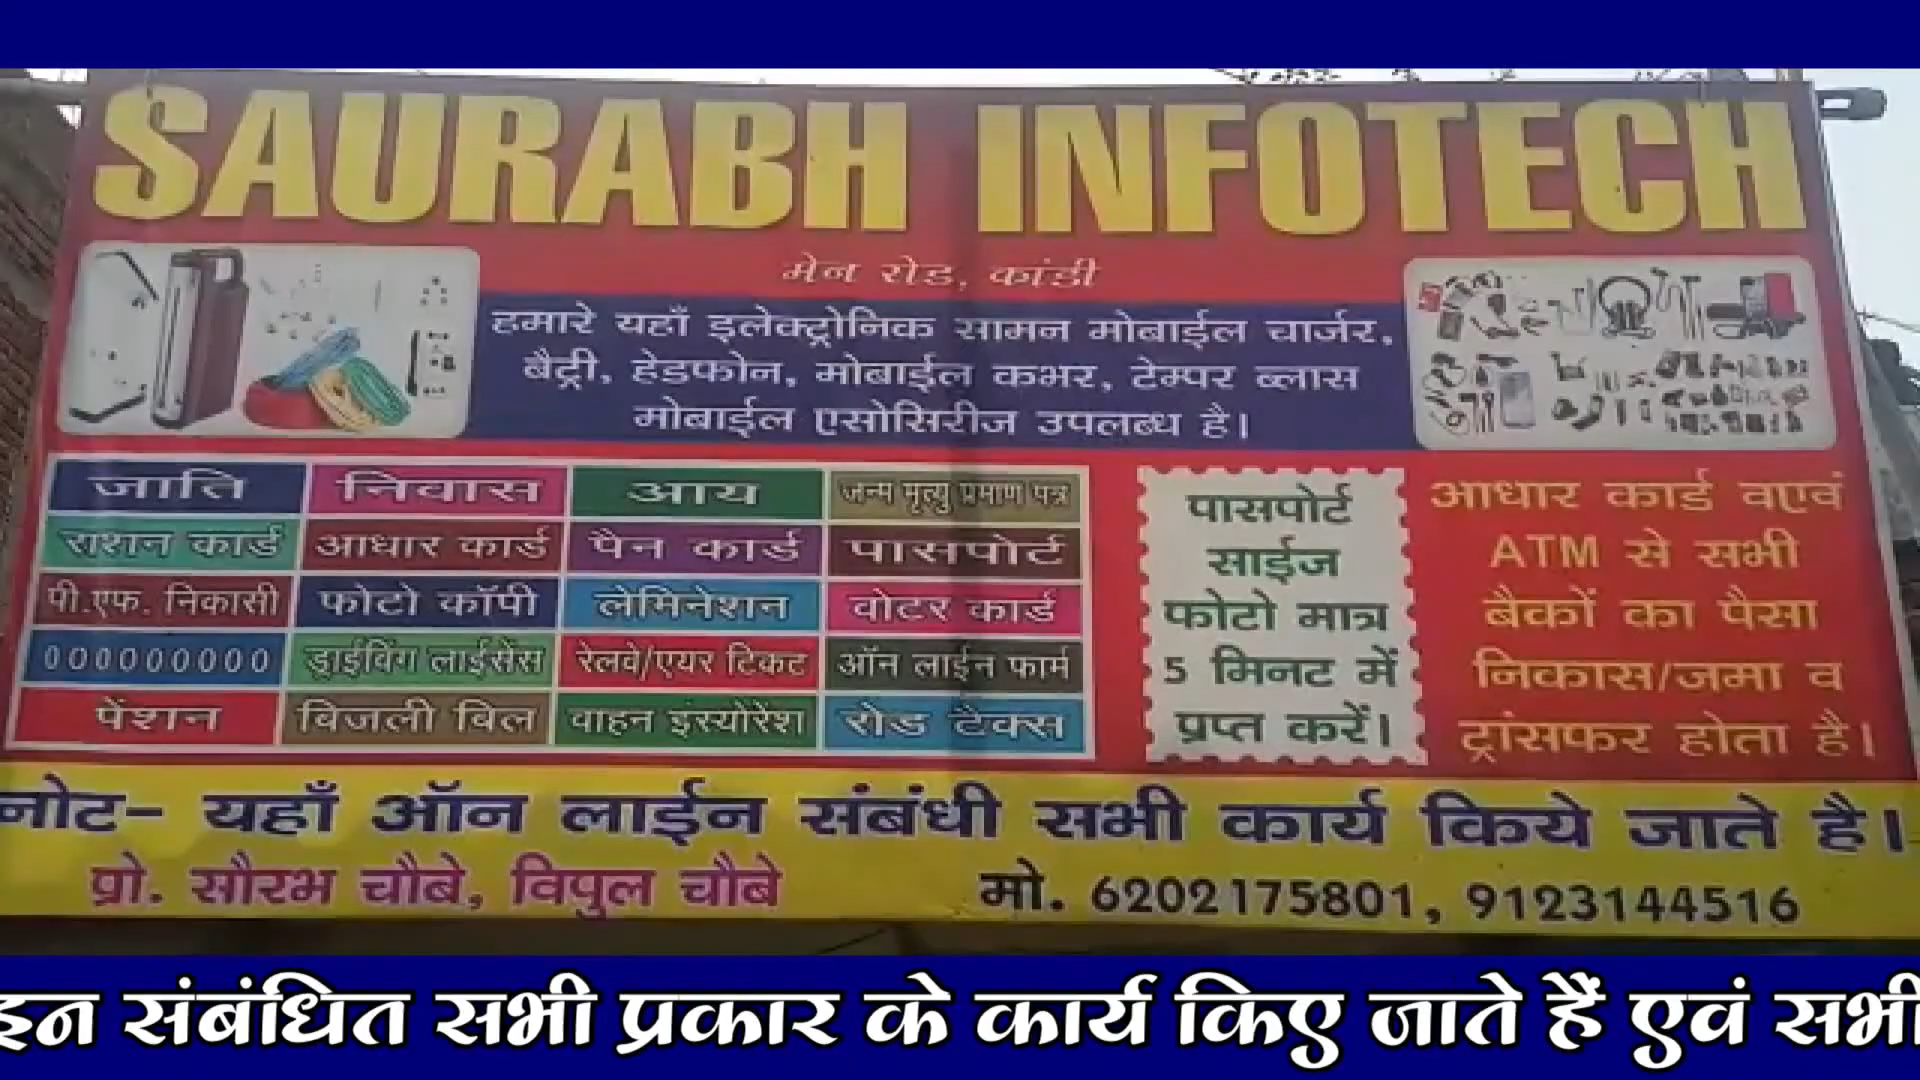 SAURABH INFOTECH
मेन रोड, कांडी
हमारे यहाँ इलेक्ट्रोनिक सामन मोबाईल चार्जर,
बैट्री, हेडफोन, मोबाईल कभर, टेम्पर ब्लास
मोबाईल एसोसिरीज उपलब्ध है।
जाति निवास आय जन्म मृत्यु प्रमाण पत्र
राशन कार्ड आधार कार्ड पैन कार्ड पासपोर्ट
पी.एफ. निकासी फोटो कॉपी लेमिनेशन वोटर कार्ड
000000000 ड्राईविंग लाईसेंस रेलवे/एयर टिकट ऑन लाईन फार्म
पेंशन बिजली बिल वाहन इंस्योरेंश रोड टैक्स
पासपोर्ट
साईज
फोटो मात्र
5 मिनट में
प्रप्त करें।
आधार कार्ड वएवं
ATM से सभी
बैकों का पैसा
निकास/जमा व
ट्रांसफर होता है।
नोट- यहाँ ऑन लाईन संबंधी सभी कार्य किये जाते है।
प्रो. सौरभ चौबे, विपुल चौबे मो. 6202175801, 9123144516
इन संबंधित सभी प्रकार के कार्य किए जाते हैं एवं सभी